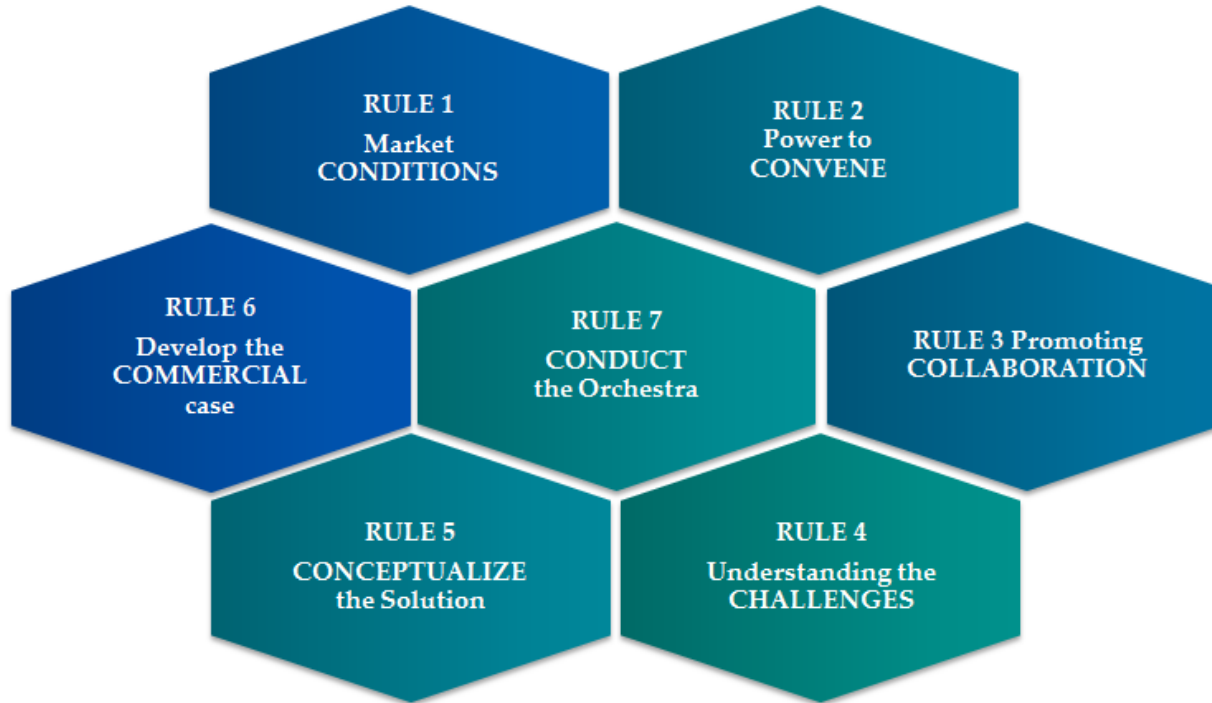 RULE 1
Market
CONDITIONS
RULE 2
Power to
CONVENE
RULE 6
Develop the
COMMERCIAL
case
RULE 7
CONDUCT
the Orchestra
RULE 3 Promoting
COLLABORATION
RULE 5
CONCEPTUALIZE
the Solution
RULE 4
Understanding the
CHALLENGES